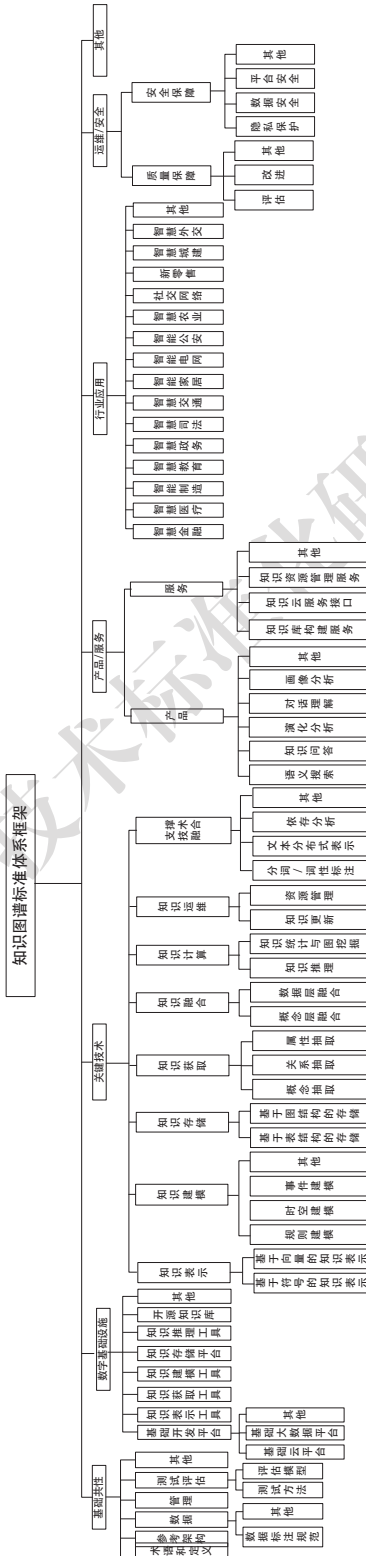 知识图谱标准体系框架
基础共性
术语和定义
参考架构
数据
数据标注规范
其他
管理
测试评估
测试方法
评估模型
其他
数字基础设施
基础开发平台
基础云平台
基础大数据平台
其他
知识表示工具
知识获取工具
知识建模工具
知识存储平台
知识推理工具
开源知识库
其他
关键技术
知识表示
基于符号的知识表示
基于向量的知识表示
知识建模
规则建模
时空建模
事件建模
其他
知识存储
基于表结构的存储
基于图结构的存储
知识获取
概念抽取
关系抽取
属性抽取
知识融合
概念层融合
数据层融合
知识计算
知识推理
知识统计与图挖掘
知识运维
知识更新
资源管理
支撑技术合
技融
分词/词性标注
文本分布式表示
依存分析
其他
产品/服务
产品
语义搜索
知识问答
演化分析
对话理解
画像分析
其他
服务
知识库构建服务
知识云服务接口
知识资源管理服务
其他
行业应用
智慧金融
智慧医疗
智能制造
智慧教育
智慧政务
智慧司法
智慧交通
智能家居
智能电网
智能公安
智慧农业
社交网络
新零售
智慧城建
智慧外交
其他
运维/安全
质量保障
评估
改进
其他
安全保障
隐私保护
数据安全
平台安全
其他
其他
技术标准化研